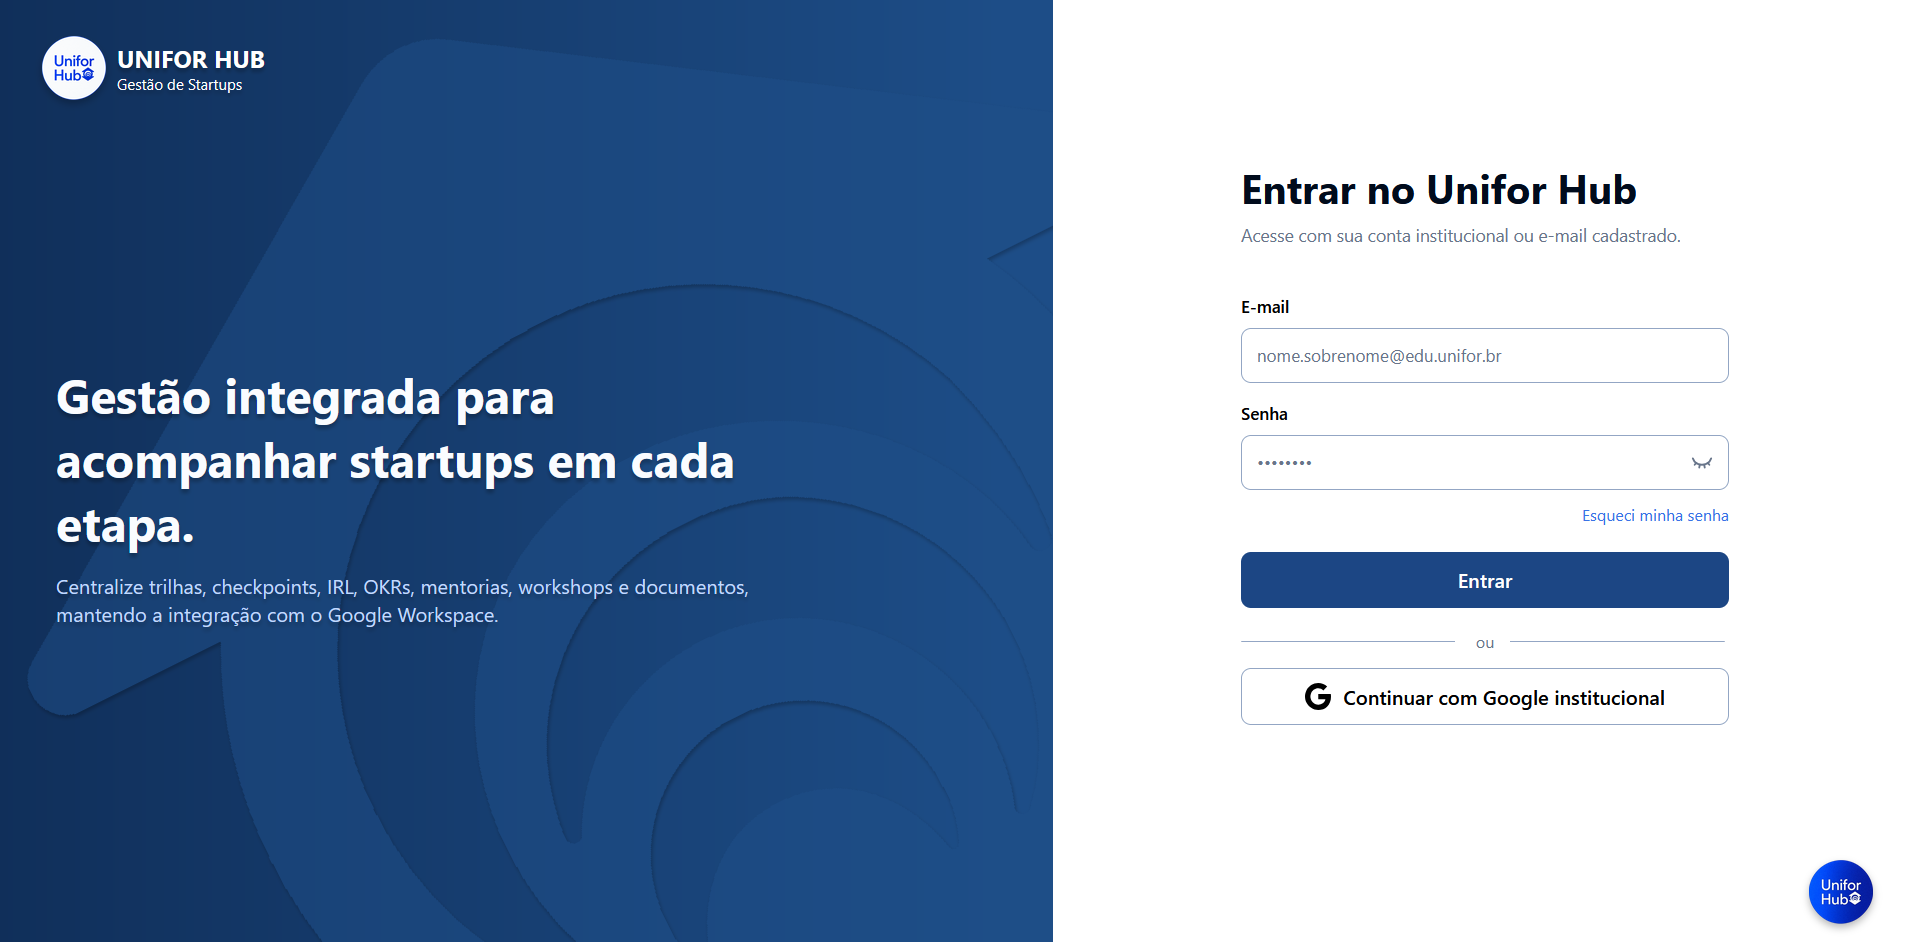 Unifor
Hub
UNIFOR HUB
Gestão de Startups
Gestão integrada para
acompanhar startups em cada
etapa.
Centralize trilhas, checkpoints, IRL, OKRs, mentorias, workshops e documentos,
mantendo a integração com o Google Workspace.
Entrar no Unifor Hub
Acesse com sua conta institucional ou e-mail cadastrado.
E-mail
nome.sobrenome@edu.unifor.br
Senha
••••••••
Esqueci minha senha
Entrar
ou
Continuar com Google institucional
Unifor
Hub